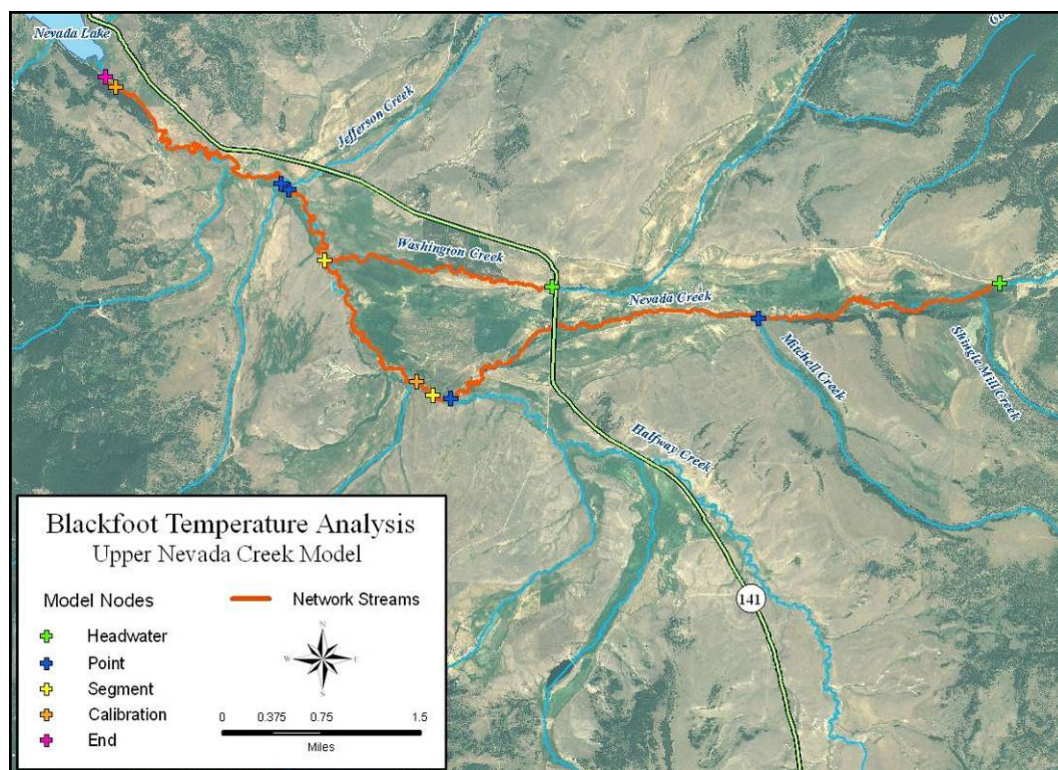 Nevada Lake
Jefferson Creek
Washington Creek
Nevada Creek
Mitchell Creek
Shingle Mill Creek
Halfway Creek
141
Blackfoot Temperature Analysis
Upper Nevada Creek Model
Model Nodes
Network Streams
Headwater
Point
Segment
Calibration
End
N
W
E
S
0 0.375 0.75 1.5
Miles